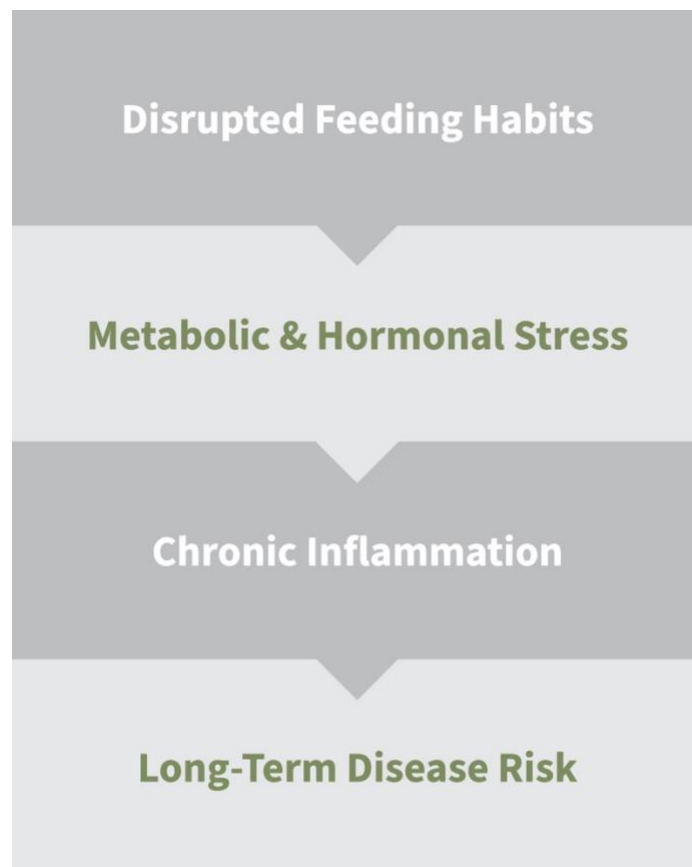 Disrupted Feeding Habits
Metabolic & Hormonal Stress
Chronic Inflammation
Long-Term Disease Risk